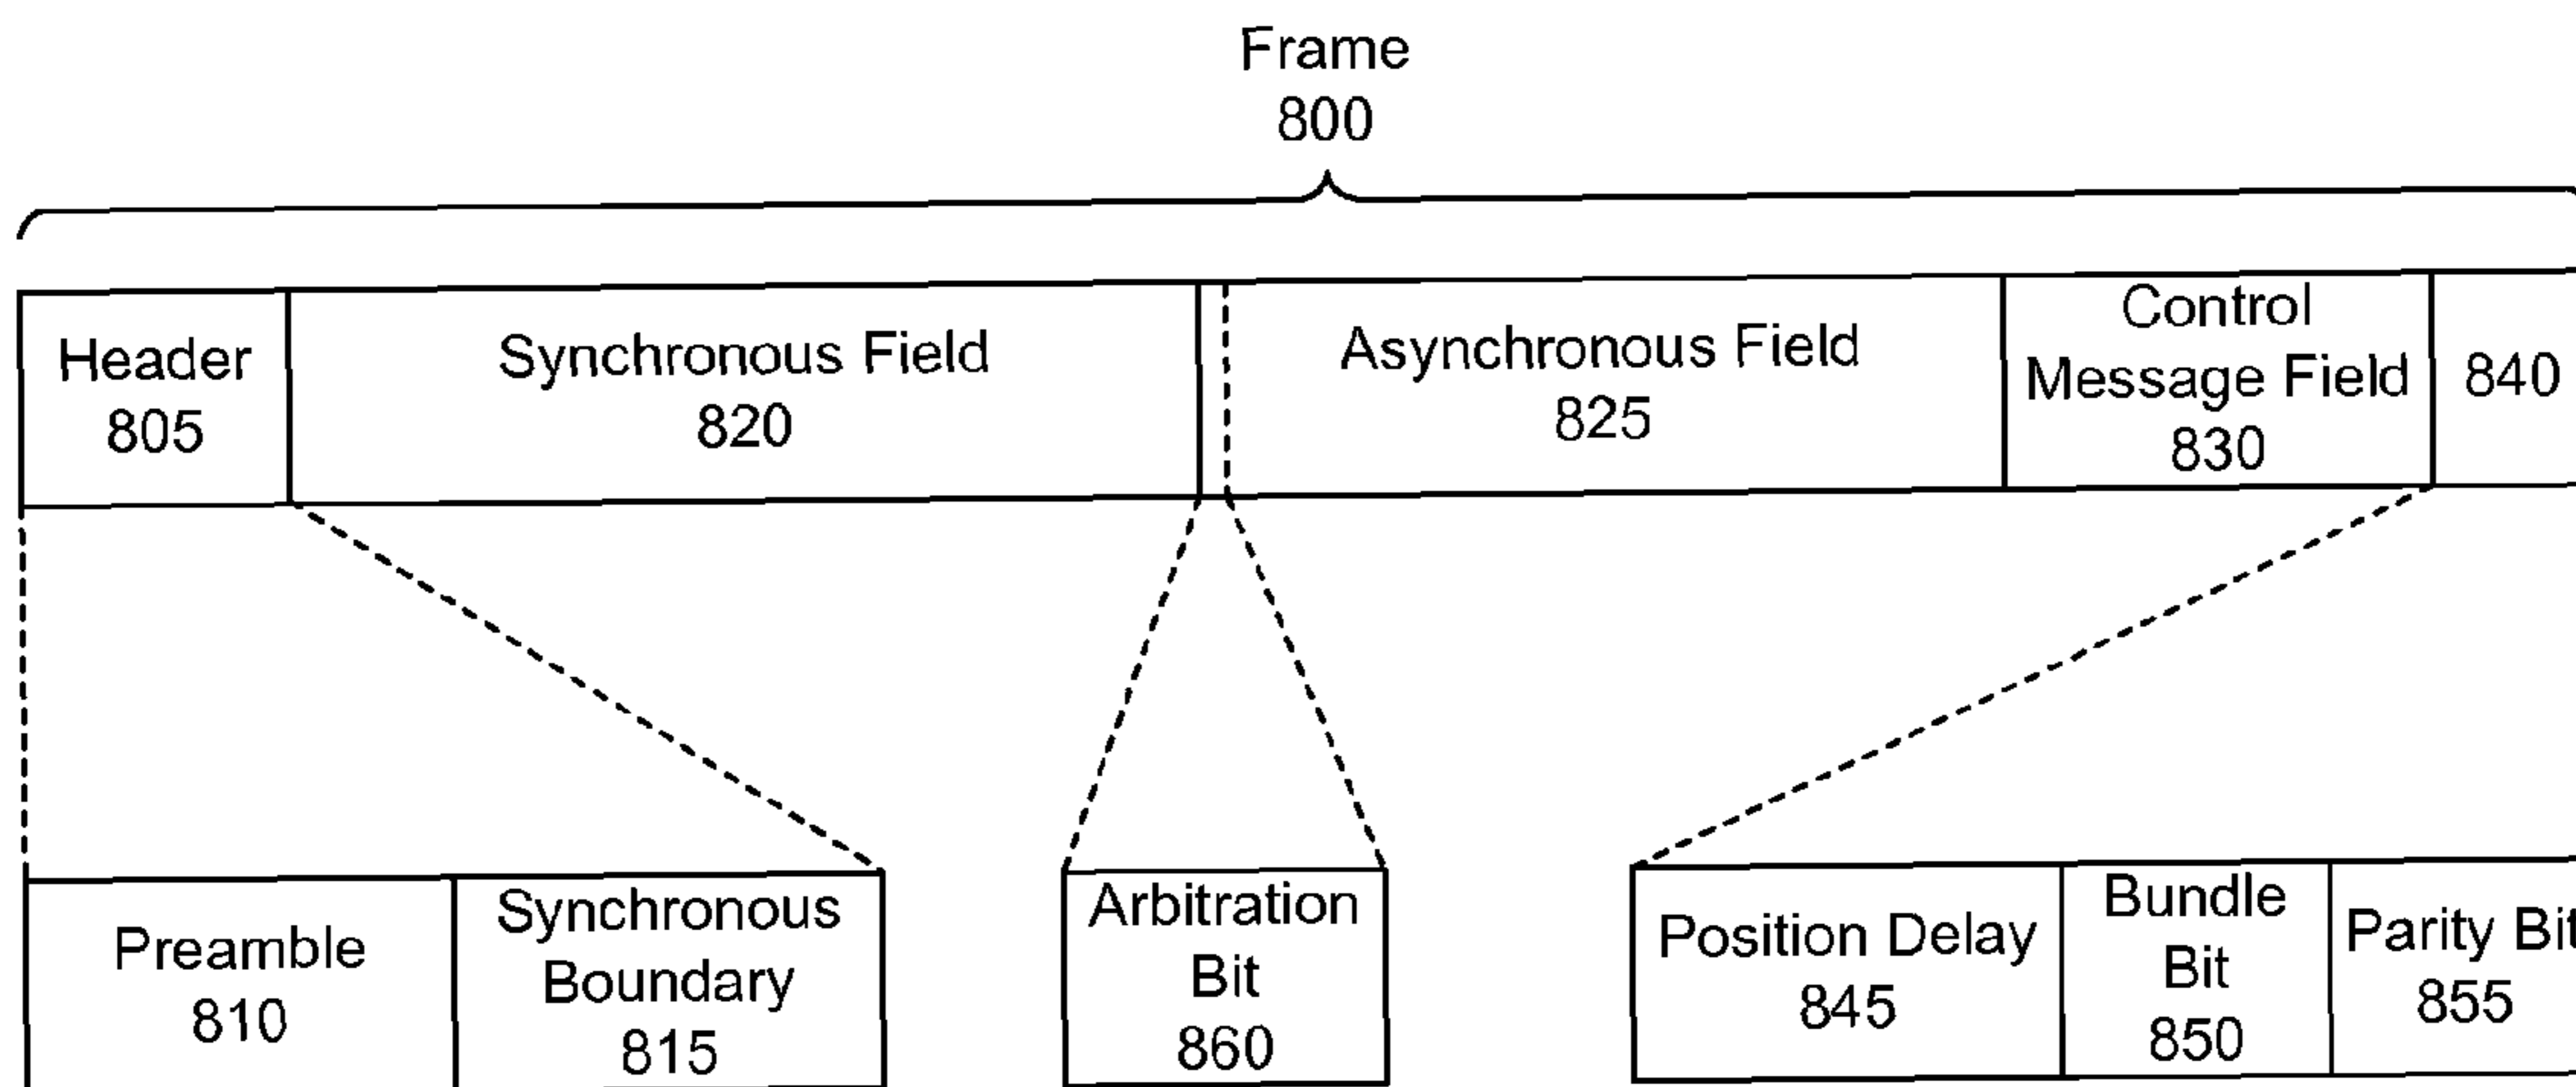 Frame
800
Header
805
Synchronous Field
820
Asynchronous Field
825
Control
Message Field
830
840
Preamble
810
Synchronous
Boundary
815
Arbitration
Bit
860
Position Delay
845
Bundle
Bit
850
Parity Bit
855